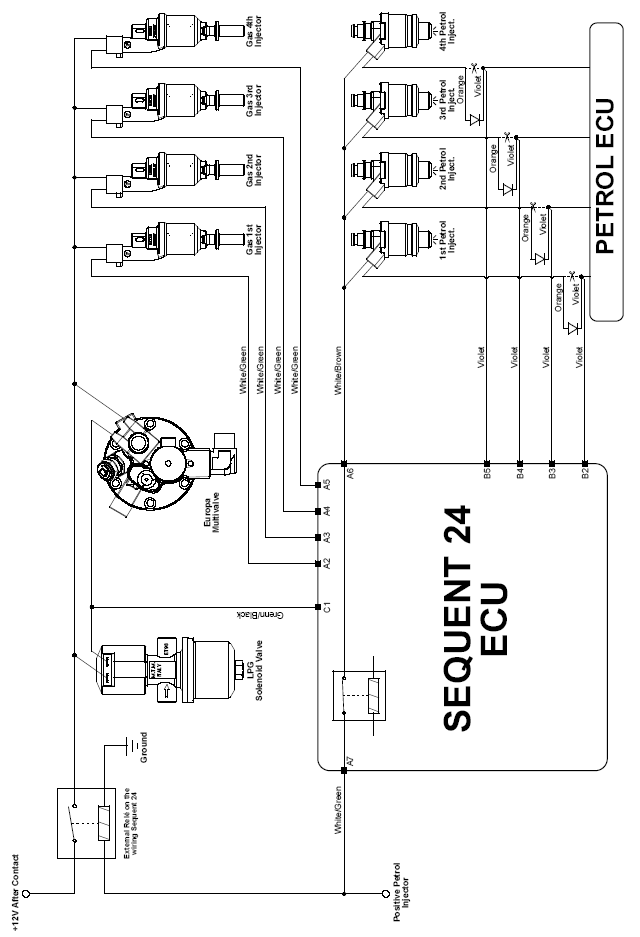 Gas 4th
Injector
Gas 3rd
Injector
Gas 2nd
Injector
Gas 1st
Injector
4th Petrol
Inject.
3rd Petrol
Inject.
2nd Petrol
Inject.
1st Petrol
Inject.
Orange
Violet
Orange
Violet
Orange
Violet
Orange
Violet
PETROL ECU
White/Green
White/Green
White/Green
White/Green
White/Brown
Violet
Violet
Violet
Violet
Europa
Multivalve
A5
A4
A3
A2
C1
A6
B5
B4
B3
B2
Grenn/Black
LPG
Solenoid Valve
M.T.M.
ITALY
ET98
SEQUENT 24
ECU
A7
White/Green
Ground
External Relè on the
wiring Sequent 24
+12V After Contact
Positive Petrol
Injector